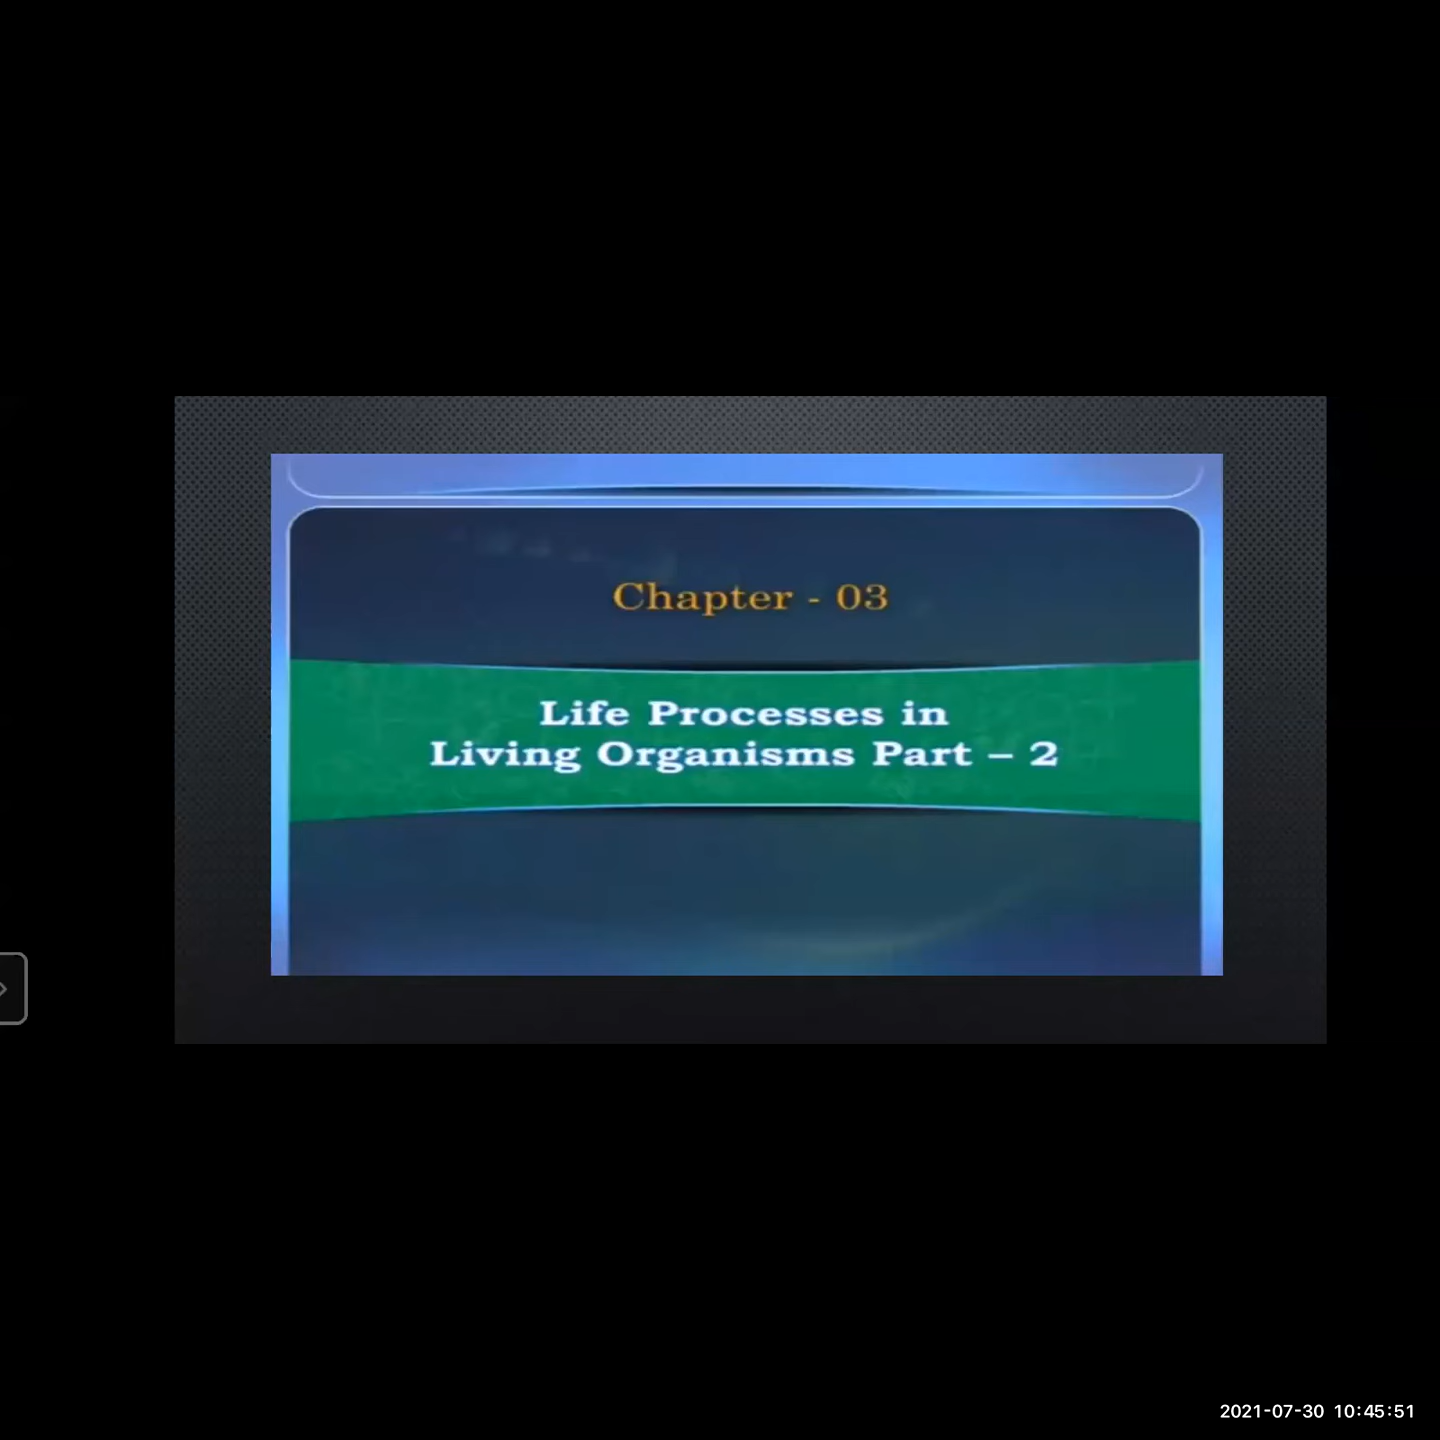 Chapter - 03
Life Processes in
Living Organisms Part – 2
2021-07-30 10:45:51